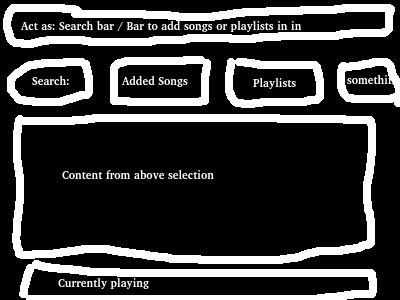 Act as: Search bar / Bar to add songs or playlists in in
Search:
Added Songs
Playlists
Content from above selection
Currently playing